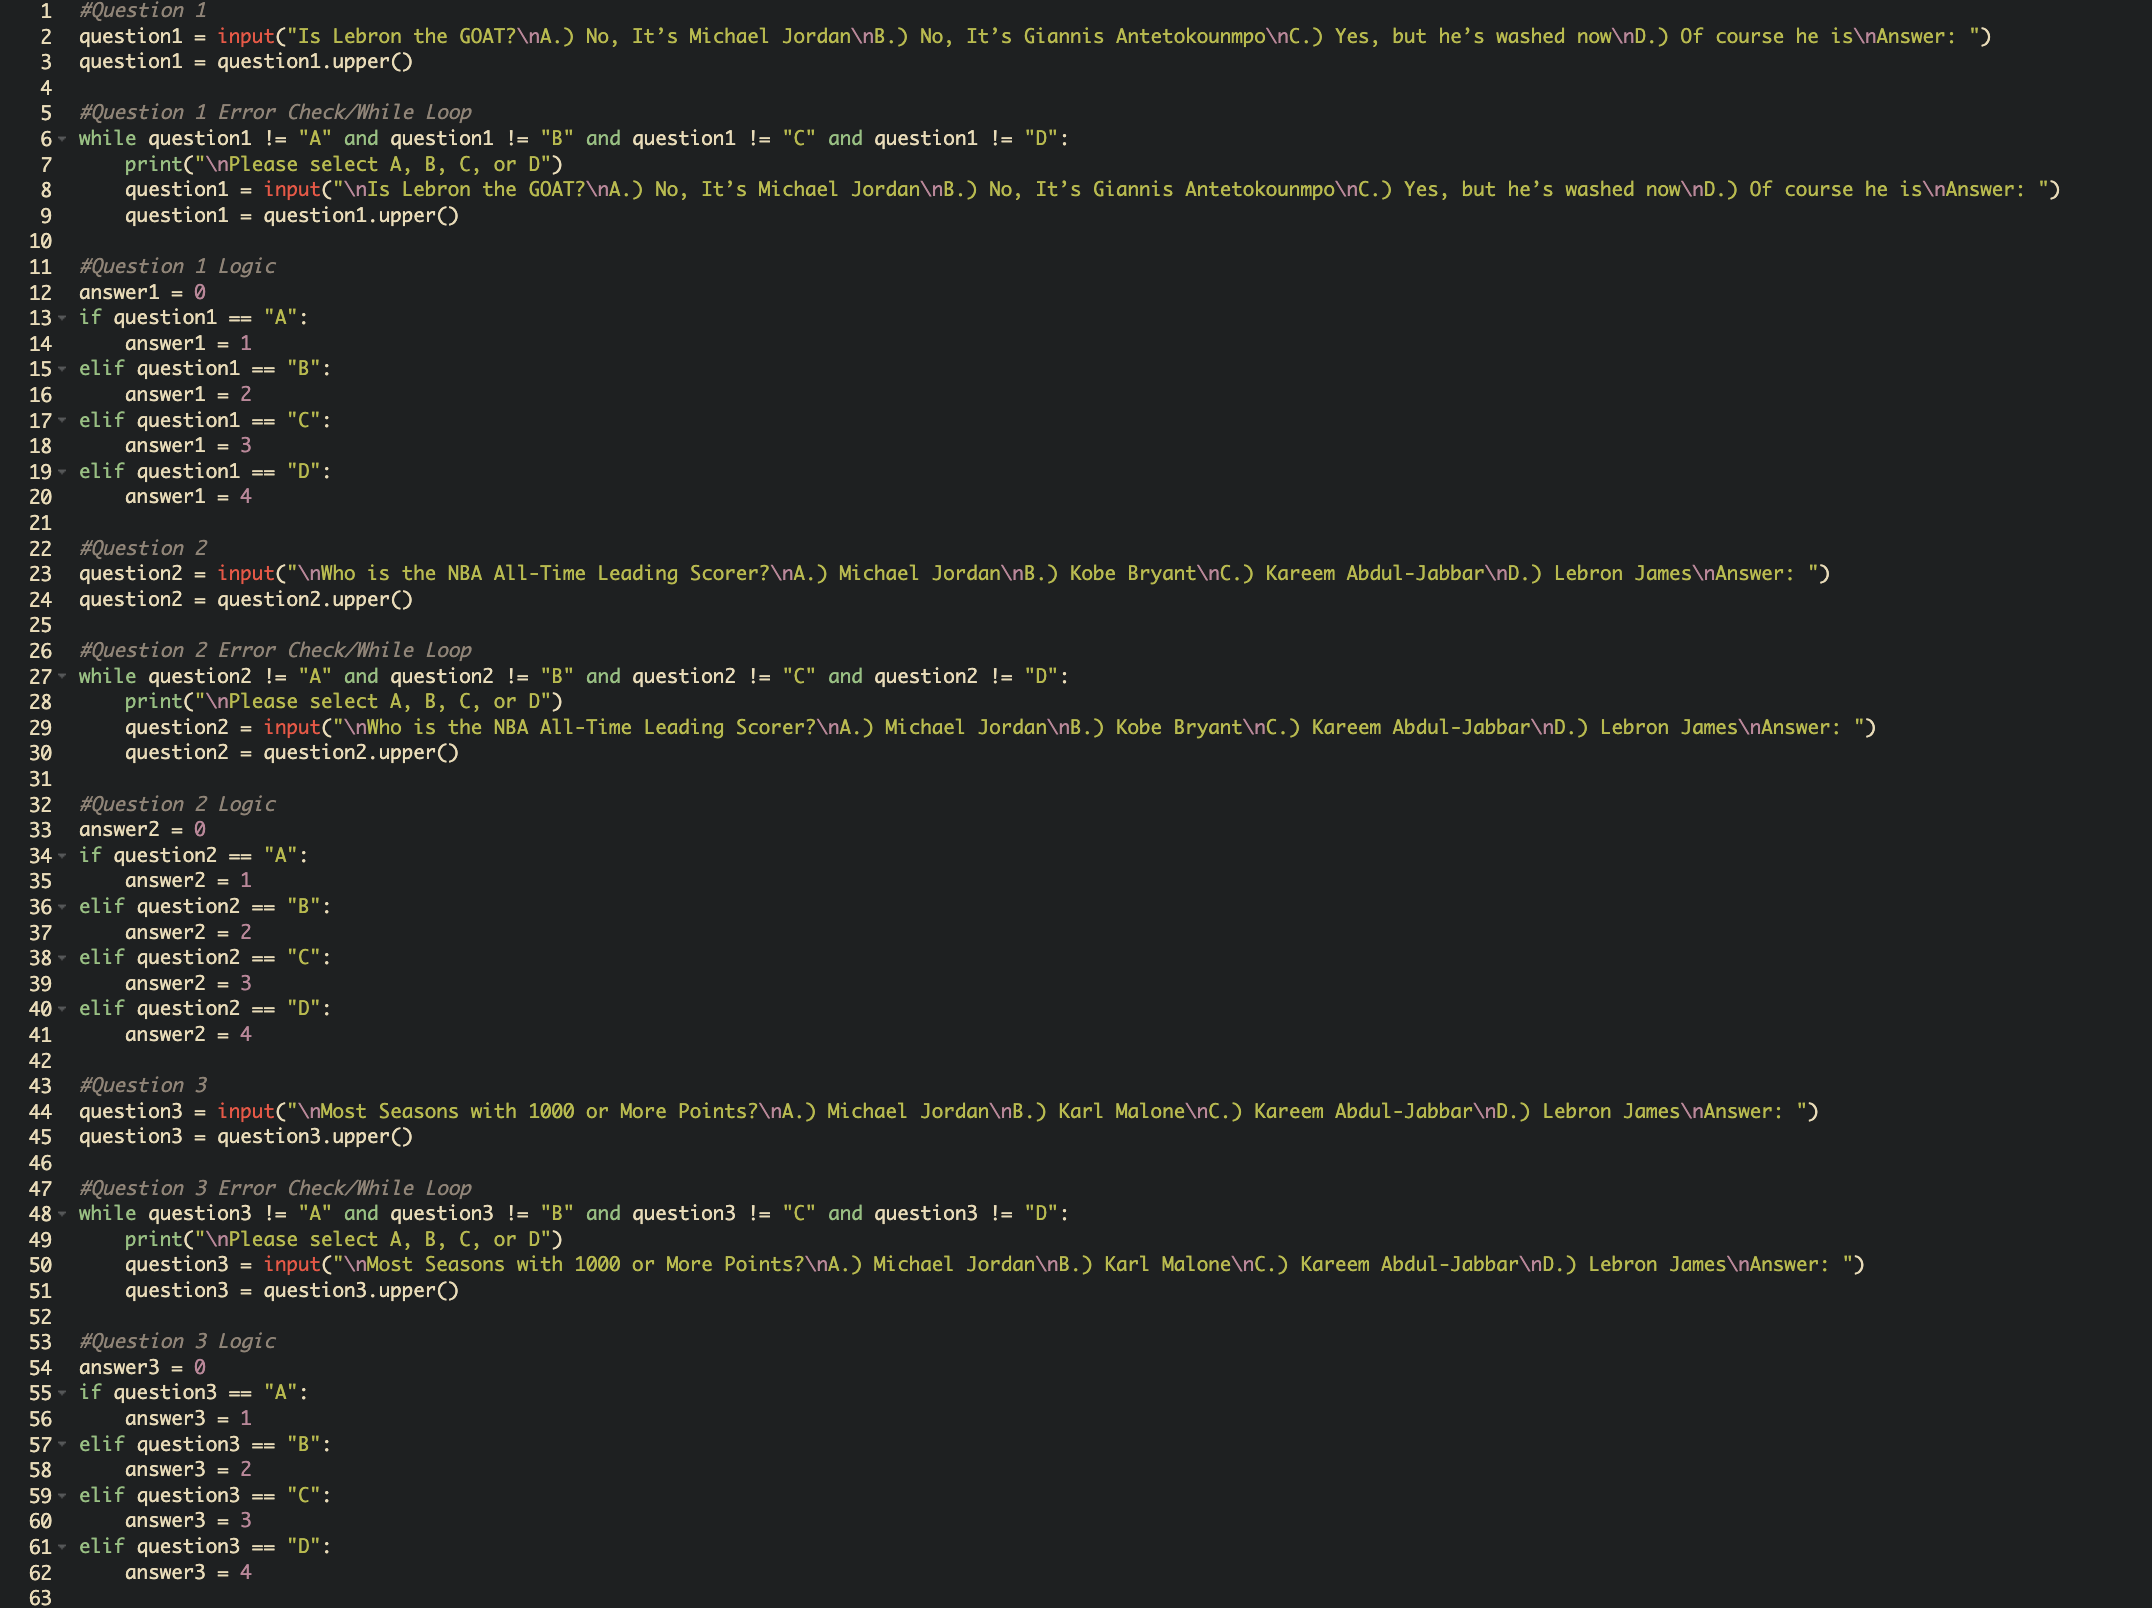 1 #Question 1
2 question1 = input("Is Lebron the GOAT?\nA.) No, It’s Michael Jordan\nB.) No, It’s Giannis Antetokounmpo\nC.) Yes, but he’s washed now\nD.) Of course he is\nAnswer: ")
3 question1 = question1.upper()
4
5 #Question 1 Error Check/While Loop
6 while question1 != "A" and question1 != "B" and question1 != "C" and question1 != "D":
7     print("\nPlease select A, B, C, or D")
8     question1 = input("\nIs Lebron the GOAT?\nA.) No, It’s Michael Jordan\nB.) No, It’s Giannis Antetokounmpo\nC.) Yes, but he’s washed now\nD.) Of course he is\nAnswer: ")
9     question1 = question1.upper()
10
11 #Question 1 Logic
12 answer1 = 0
13 if question1 == "A":
14     answer1 = 1
15 elif question1 == "B":
16     answer1 = 2
17 elif question1 == "C":
18     answer1 = 3
19 elif question1 == "D":
20     answer1 = 4
21
22 #Question 2
23 question2 = input("\nWho is the NBA All-Time Leading Scorer?\nA.) Michael Jordan\nB.) Kobe Bryant\nC.) Kareem Abdul-Jabbar\nD.) Lebron James\nAnswer: ")
24 question2 = question2.upper()
25
26 #Question 2 Error Check/While Loop
27 while question2 != "A" and question2 != "B" and question2 != "C" and question2 != "D":
28     print("\nPlease select A, B, C, or D")
29     question2 = input("\nWho is the NBA All-Time Leading Scorer?\nA.) Michael Jordan\nB.) Kobe Bryant\nC.) Kareem Abdul-Jabbar\nD.) Lebron James\nAnswer: ")
30     question2 = question2.upper()
31
32 #Question 2 Logic
33 answer2 = 0
34 if question2 == "A":
35     answer2 = 1
36 elif question2 == "B":
37     answer2 = 2
38 elif question2 == "C":
39     answer2 = 3
40 elif question2 == "D":
41     answer2 = 4
42
43 #Question 3
44 question3 = input("\nMost Seasons with 1000 or More Points?\nA.) Michael Jordan\nB.) Karl Malone\nC.) Kareem Abdul-Jabbar\nD.) Lebron James\nAnswer: ")
45 question3 = question3.upper()
46
47 #Question 3 Error Check/While Loop
48 while question3 != "A" and question3 != "B" and question3 != "C" and question3 != "D":
49     print("\nPlease select A, B, C, or D")
50     question3 = input("\nMost Seasons with 1000 or More Points?\nA.) Michael Jordan\nB.) Karl Malone\nC.) Kareem Abdul-Jabbar\nD.) Lebron James\nAnswer: ")
51     question3 = question3.upper()
52
53 #Question 3 Logic
54 answer3 = 0
55 if question3 == "A":
56     answer3 = 1
57 elif question3 == "B":
58     answer3 = 2
59 elif question3 == "C":
60     answer3 = 3
61 elif question3 == "D":
62     answer3 = 4
63